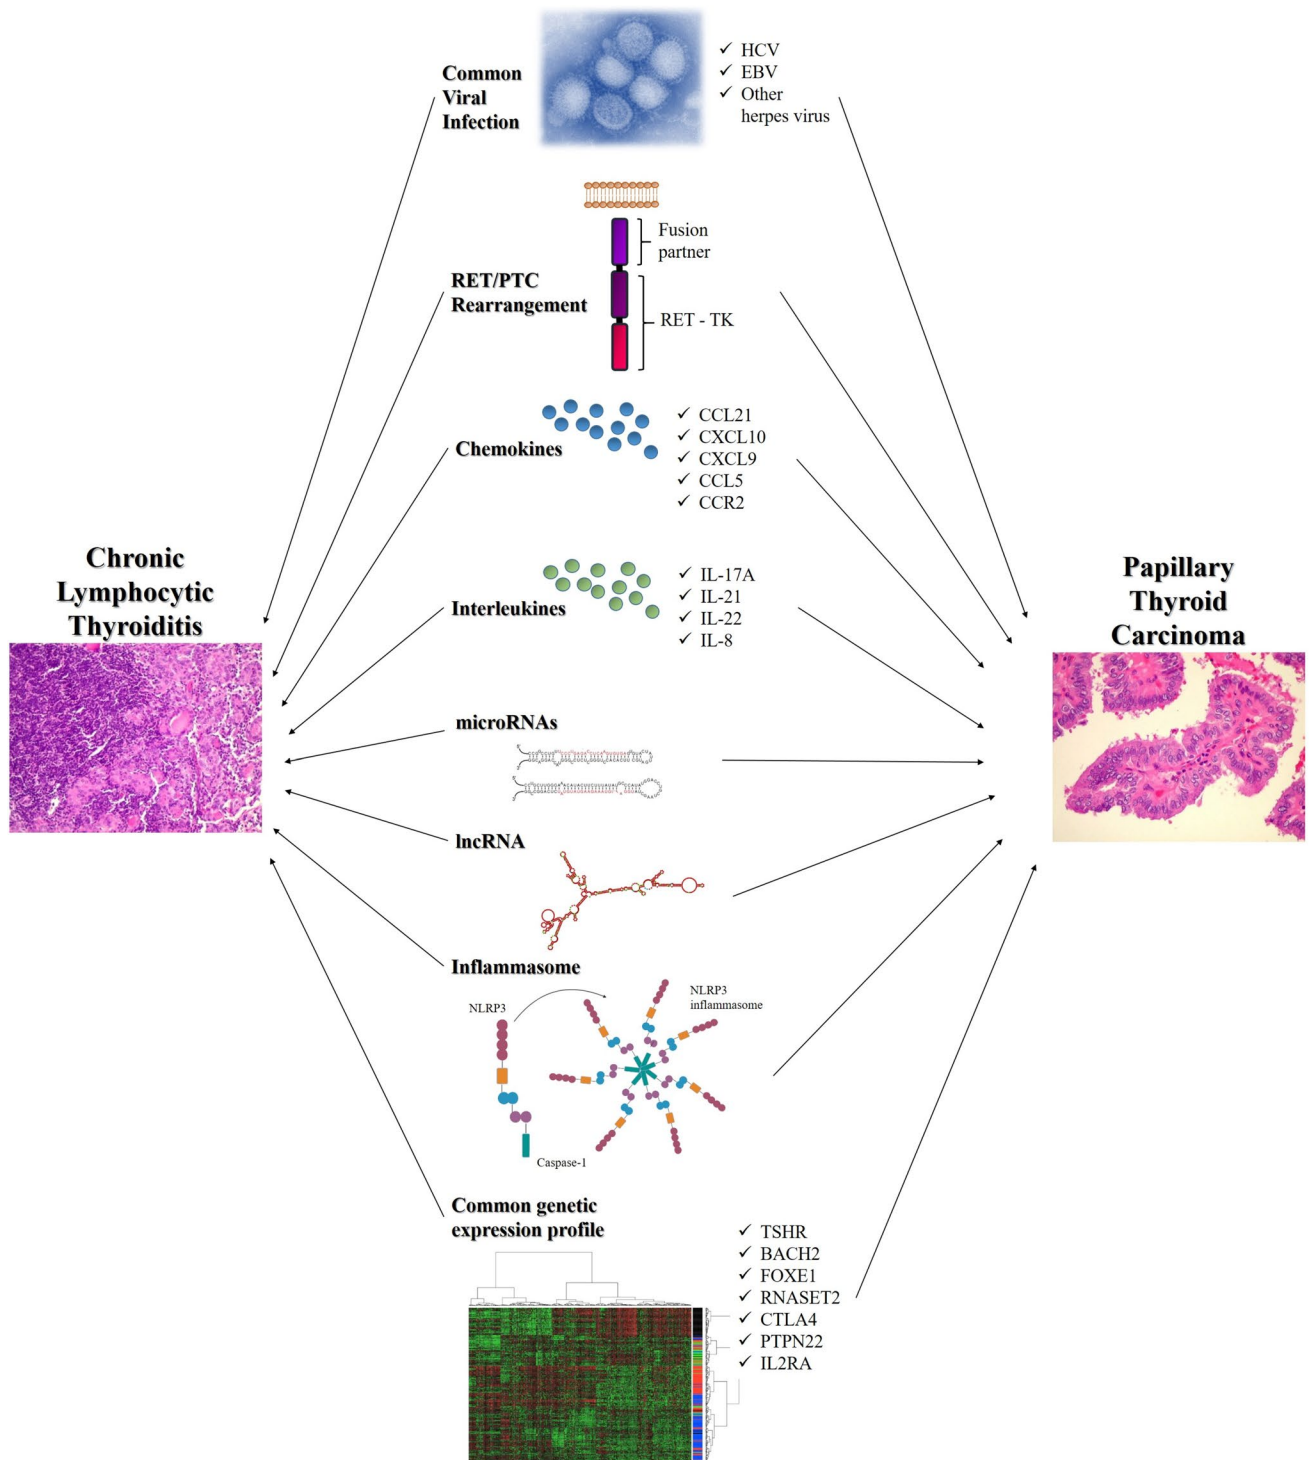 Common
Viral
Infection
✓ HCV
✓ EBV
✓ Other
herpes virus
RET/PTC
Rearrangement
Fusion
partner
RET - TK
Chemokines
✓ CCL21
✓ CXCL10
✓ CXCL9
✓ CCL5
✓ CCR2
Chronic
Lymphocytic
Thyroiditis
Papillary
Thyroid
Carcinoma
Interleukines
✓ IL-17A
✓ IL-21
✓ IL-22
✓ IL-8
microRNAs
lncRNA
Inflammasome
NLRP3
NLRP3
inflammasome
Caspase-1
Common genetic
expression profile
✓ TSHR
✓ BACH2
✓ FOXE1
✓ RNASET2
✓ CTLA4
✓ PTPN22
✓ IL2RA